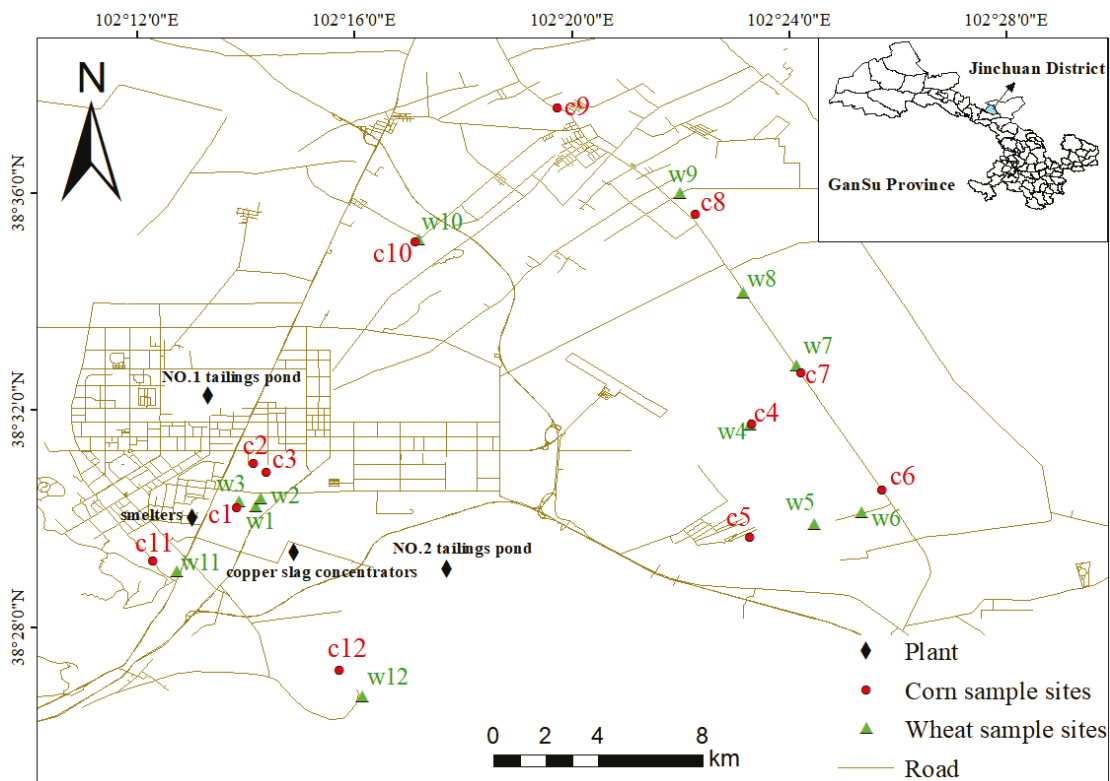 102°12'0"E
102°16'0"E
102°20'0"E
102°24'0"E
102°28'0"E
N
Jinchuan District
GanSu Province
38°36'0"N
38°32'0"N
38°28'0"N
c9
w9
c8
w10
c10
w8
w7
c7
NO.1 tailings pond
c4
w4
c2
c3
c6
w3
w2
c1
w1
smelters
w5
w6
c5
c11
w11
copper slag concentrators
NO.2 tailings pond
c12
w12
Plant
Corn sample sites
Wheat sample sites
Road
0 2 4 8
km